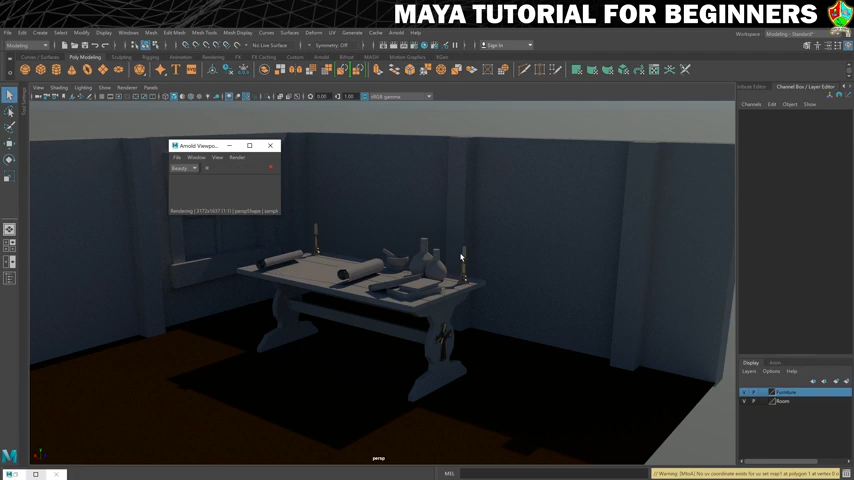 MAYA TUTORIAL FOR BEGINNERS
File Edit Create Select Modify Display Windows Mesh Edit Mesh Mesh Tools Mesh Display Curves Surfaces Deform UV Generate Cache Arnold Help
Workspace: Modeling - Standard*
Modeling
No Live Surface
Symmetry: Off
Sign In
Curves / Surfaces Poly Modeling Sculpting Rigging Animation Rendering FX FX Caching Custom Arnold Bifrost MASH Motion Graphics XGen
View Shading Lighting Show Renderer Panels
0.00 1.00 sRGB gamma
Channel Box / Layer Editor
Channels Edit Object Show
Tool Settings
Arnold Viewpo...
File Window View Render
Beauty
Display Anim
Layers Options Help
V P Furniture
V P Room
persp
MEL
// Warning: [MtoA] No uv coordinate exists for uv set map1 at polygon 1 at vertex 0 o